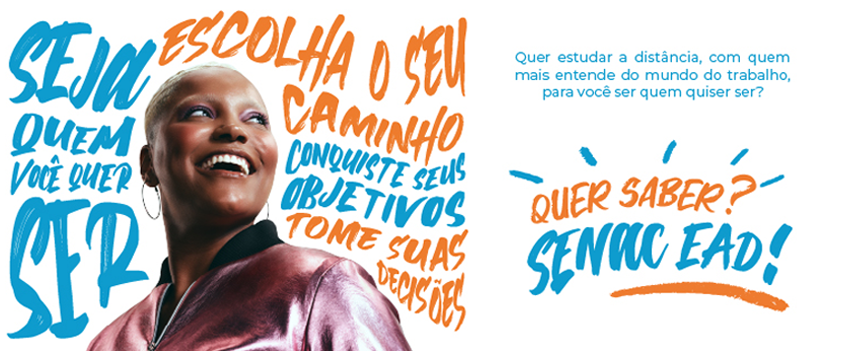 SEJA
QUEM
VOCÊ QUER
SER
ESCOLHA O SEU
CAMINHO
CONQUISTE SEUS
OBJETIVOS
TOME SUAS
DECISÕES
Quer estudar a distância, com quem
mais entende do mundo do trabalho,
para você ser quem quiser ser?
QUER SABER?
SENAC EAD!